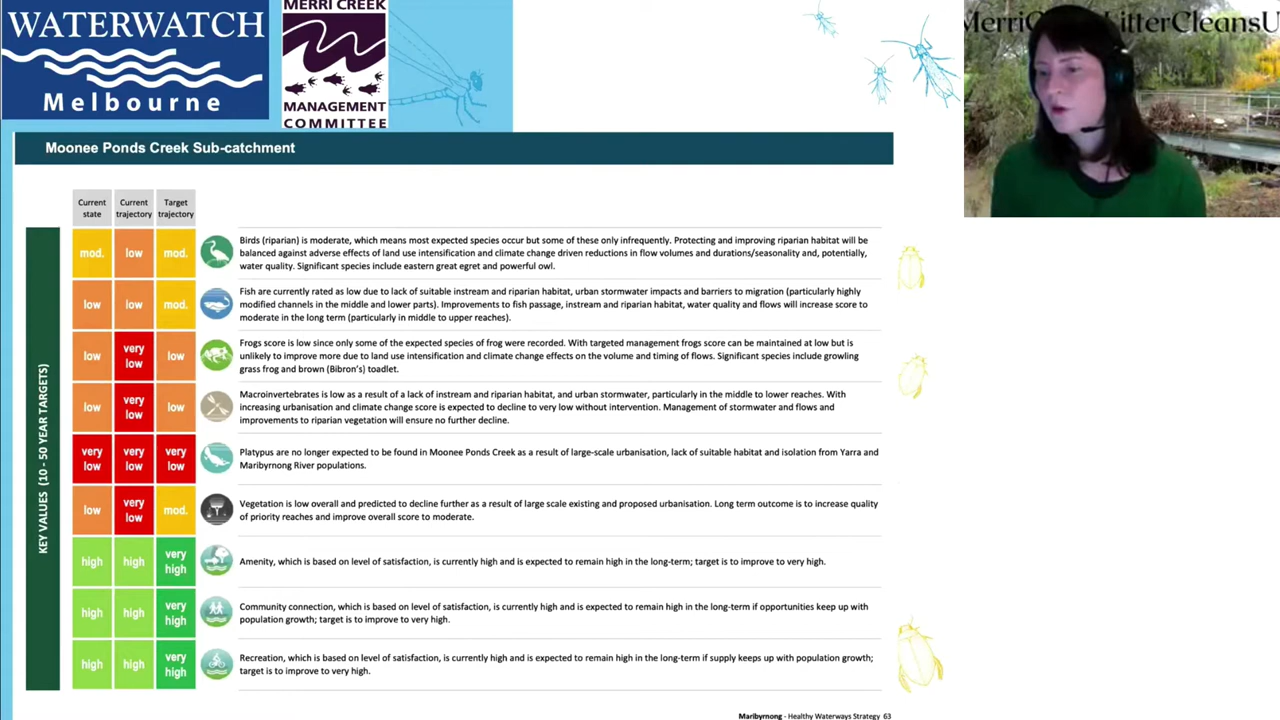 WATERWATCH
Melbourne
MERRI CREEK
MANAGEMENT
COMMITTEE
Moonee Ponds Creek Sub-catchment
Current state
Current trajectory
Target trajectory
KEY VALUES (10 - 50 YEAR TARGETS)
mod. low mod.
Birds (riparian) is moderate, which means most expected species occur but some of these only infrequently. Protecting and improving riparian habitat will be
balanced against adverse effects of land use intensification and climate change driven reductions in flow volumes and durations/seasonality and, potentially,
water quality. Significant species include eastern great egret and powerful owl.
low low mod.
Fish are currently rated as low due to lack of suitable instream and riparian habitat, urban stormwater impacts and barriers to migration (particularly highly
modified channels in the middle and lower parts). Improvements to fish passage, instream and riparian habitat, water quality and flows will increase score to
moderate in the long term (particularly in middle to upper reaches).
low very low low
Frogs score is low since only some of the expected species of frog were recorded. With targeted management frogs score can be maintained at low but is
unlikely to improve more due to land use intensification and climate change effects on the volume and timing of flows. Significant species include growling
grass frog and brown (Bibron's) toadlet.
low very low low
Macroinvertebrates is low as a result of a lack of instream and riparian habitat, and urban stormwater, particularly in the middle to lower reaches. With
increasing urbanisation and climate change score is expected to decline to very low without intervention. Management of stormwater and flows and
improvements to riparian vegetation will ensure no further decline.
very low very low very low
Platypus are no longer expected to be found in Moonee Ponds Creek as a result of large-scale urbanisation, lack of suitable habitat and isolation from Yarra and
Maribyrnong River populations.
low very low mod.
Vegetation is low overall and predicted to decline further as a result of large scale existing and proposed urbanisation. Long term outcome is to increase quality
of priority reaches and improve overall score to moderate.
high high very high
Amenity, which is based on level of satisfaction, is currently high and is expected to remain high in the long-term; target is to improve to very high.
high high very high
Community connection, which is based on level of satisfaction, is currently high and is expected to remain high in the long-term if opportunities keep up with
population growth; target is to improve to very high.
high high very high
Recreation, which is based on level of satisfaction, is currently high and is expected to remain high in the long-term if supply keeps up with population growth;
target is to improve to very high.
Maribyrnong - Healthy Waterways Strategy 63